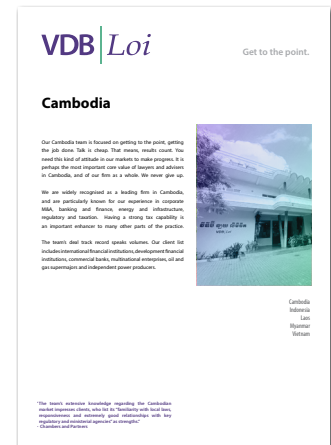 VDB Loi
Get to the point.
Cambodia
Our Cambodia team is focused on getting to the point, getting
the job done. Talk is cheap. That means, results count. You
need this kind of attitude in our markets to make progress. It is
perhaps the most important core value of lawyers and advisers
in Cambodia, and of our firm as a whole. We never give up.
We are widely recognised as a leading firm in Cambodia,
and are particularly known for our experience in corporate
M&A, banking and finance, energy and infrastructure,
regulatory and taxation. Having a strong tax capability is
an important enhancer to many other parts of the practice.
The team's deal track record speaks volumes. Our client list
includes international financial institutions, development financial
institutions, commercial banks, multinational enterprises, oil and
gas supermajors and independent power producers.
VDB Loi
Cambodia
Indonesia
Laos
Myanmar
Vietnam
"The team's extensive knowledge regarding the Cambodian
market impresses clients, who list its "familiarity with local laws,
responsiveness and extremely good relationships with key
regulatory and ministerial agencies" as strengths."
- Chambers and Partners